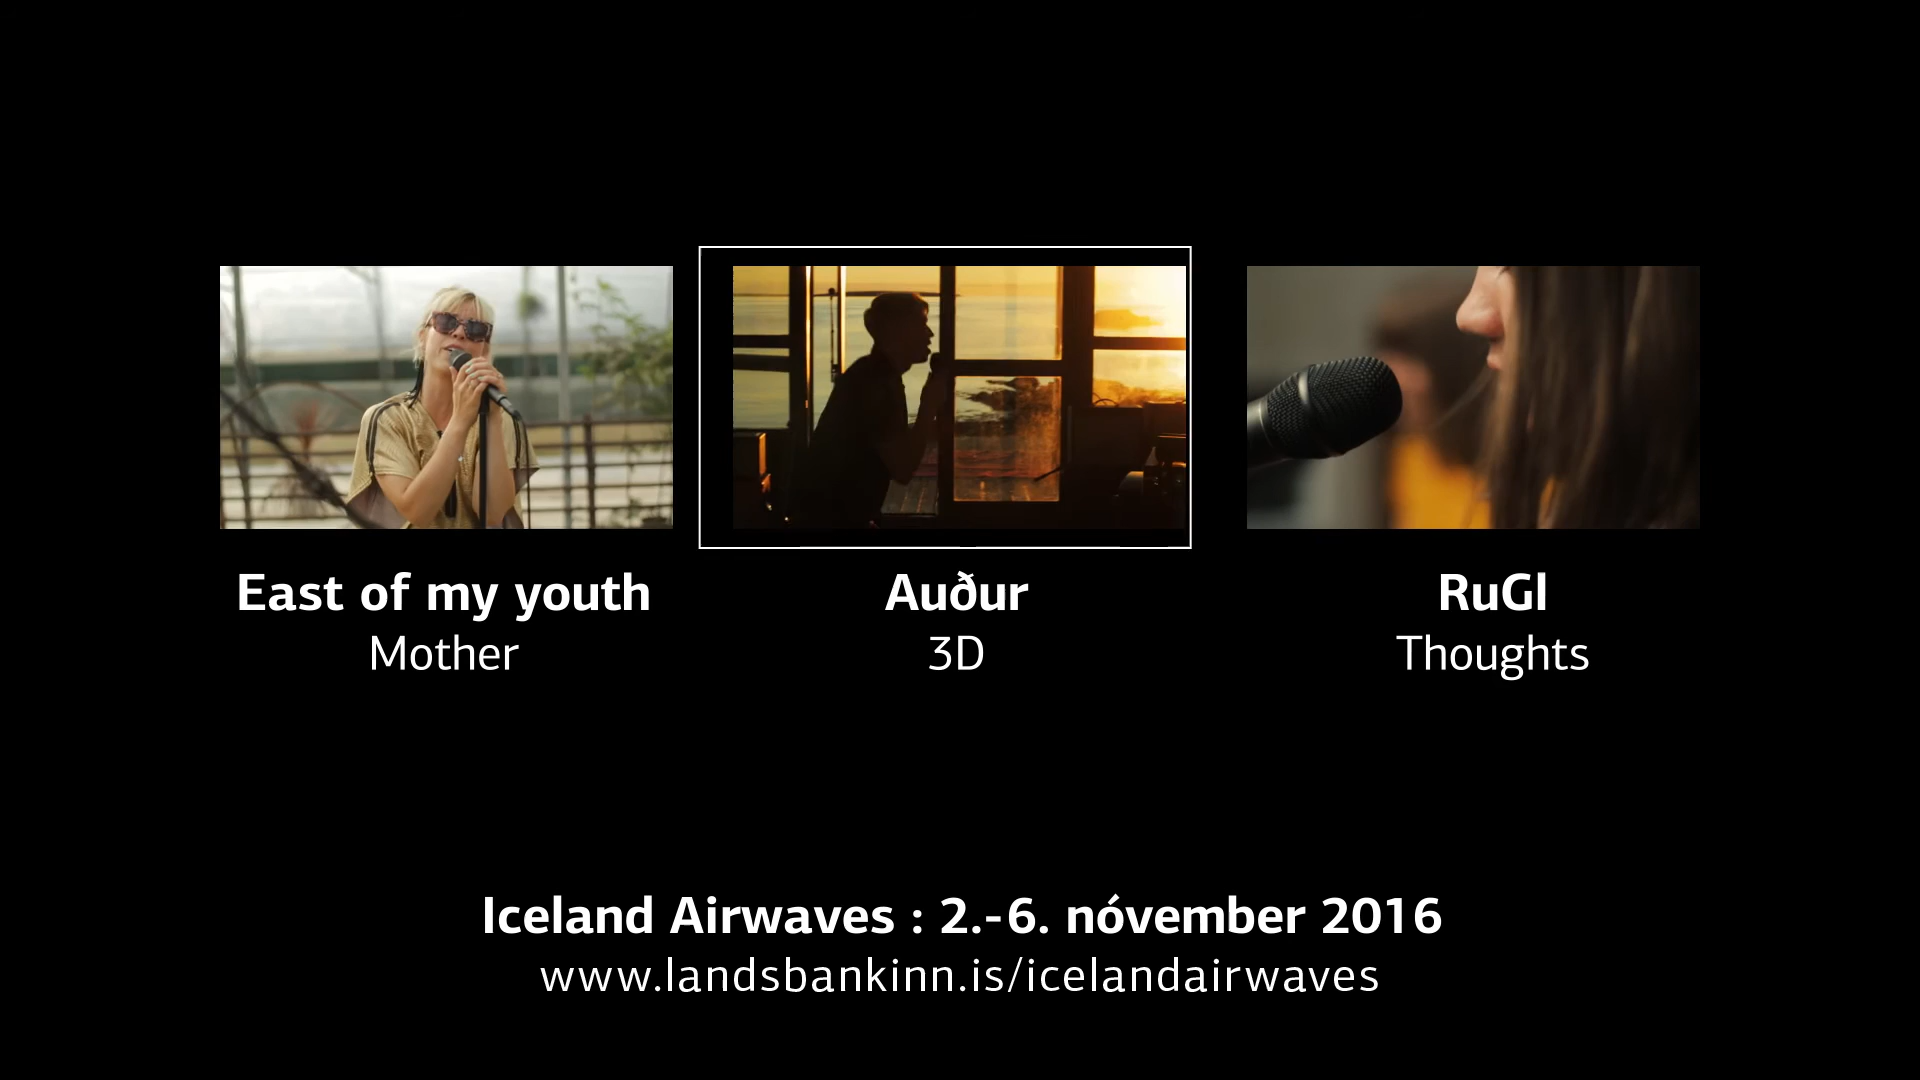 East of my youth
Mother
Auður
3D
RuGl
Thoughts
Iceland Airwaves : 2.-6. nóvember 2016
www.landsbankinn.is/icelandairwaves